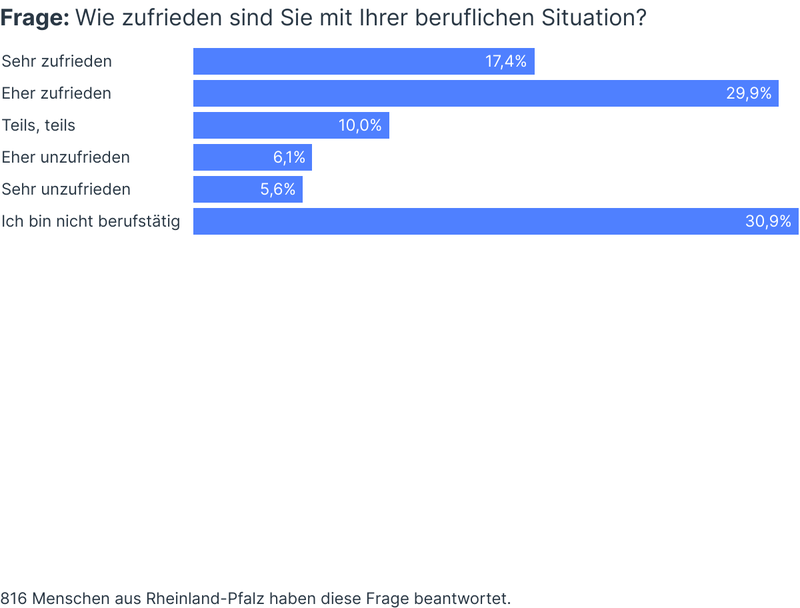 Frage: Wie zufrieden sind Sie mit Ihrer beruflichen Situation?
Sehr zufrieden 17,4%
Eher zufrieden 29,9%
Teils, teils 10,0%
Eher unzufrieden 6,1%
Sehr unzufrieden 5,6%
Ich bin nicht berufstätig 30,9%
816 Menschen aus Rheinland-Pfalz haben diese Frage beantwortet.